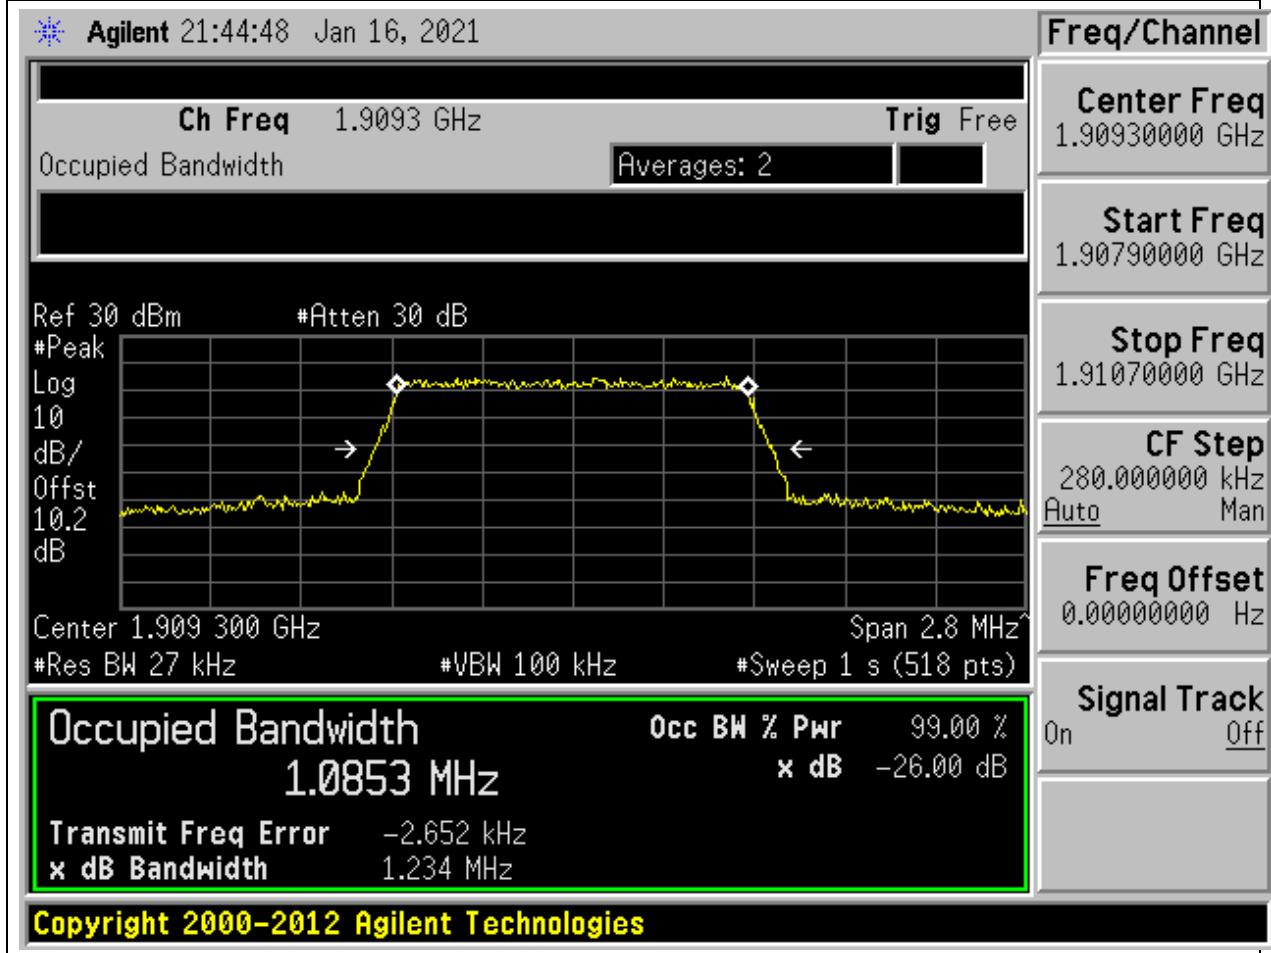 Agilent 21:44:48 Jan 16, 2021
Freq/Channel
Ch Freq 1.9093 GHz Trig Free
Occupied Bandwidth Averages: 2
Ref 30 dBm #Atten 30 dB
#Peak
Log
10
dB/
Offst
10.2
dB
Center 1.909 300 GHz Span 2.8 MHz^
#Res BW 27 kHz #VBW 100 kHz #Sweep 1 s (518 pts)
Occupied Bandwidth Occ BW % Pwr 99.00 %
1.0853 MHz x dB -26.00 dB
Transmit Freq Error -2.652 kHz
x dB Bandwidth 1.234 MHz
Copyright 2000-2012 Agilent Technologies
Center Freq
1.90930000 GHz
Start Freq
1.90790000 GHz
Stop Freq
1.91070000 GHz
CF Step
280.000000 kHz
Auto Man
Freq Offset
0.00000000 Hz
Signal Track
On Off